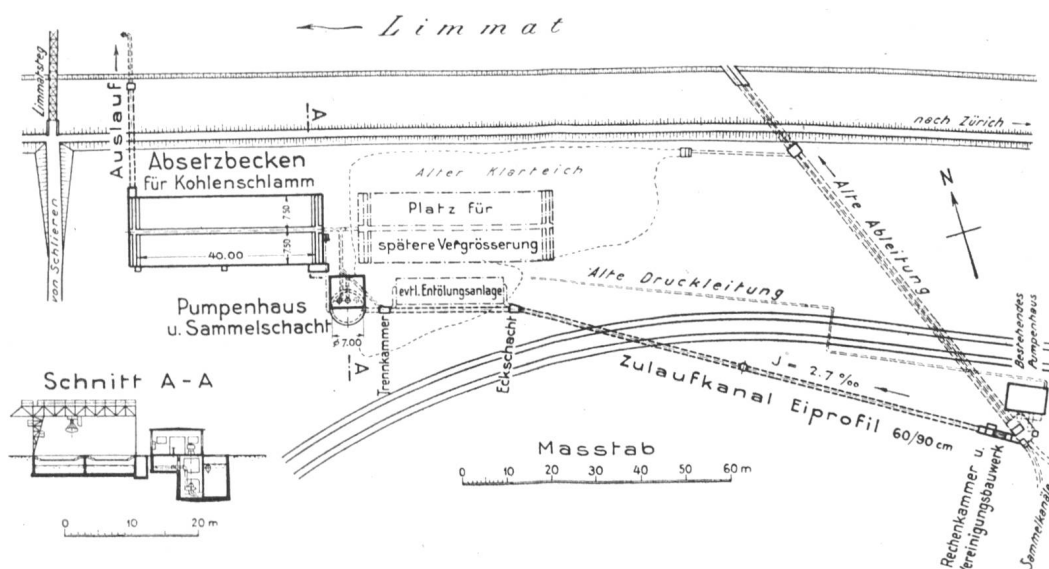 Limmat
Limmatsteg
Auslauf
A
nach Zürich
Absetzbecken
für Kohlenschlamm
7.50
7.50
40.00
von Schlieren
Alter Klärteich
Platz für
spätere Vergrösserung
Alte Ableitung
N
Pumpenhaus
u. Sammelschacht
⌀ 7.00
evtl. Entölungsanlage
Alte Druckleitung
Bestehendes
Pumpenhaus
A
Trennkammer
Eckschacht
J = 2.7 ‰
Zulaufkanal Eiprofil 60/90 cm
Schnitt A-A
0 10 20 m
Masstab
0 10 20 30 40 50 60 m
Rechenkammer u.
Vereinigungsbauwerk
Sammelkanäle